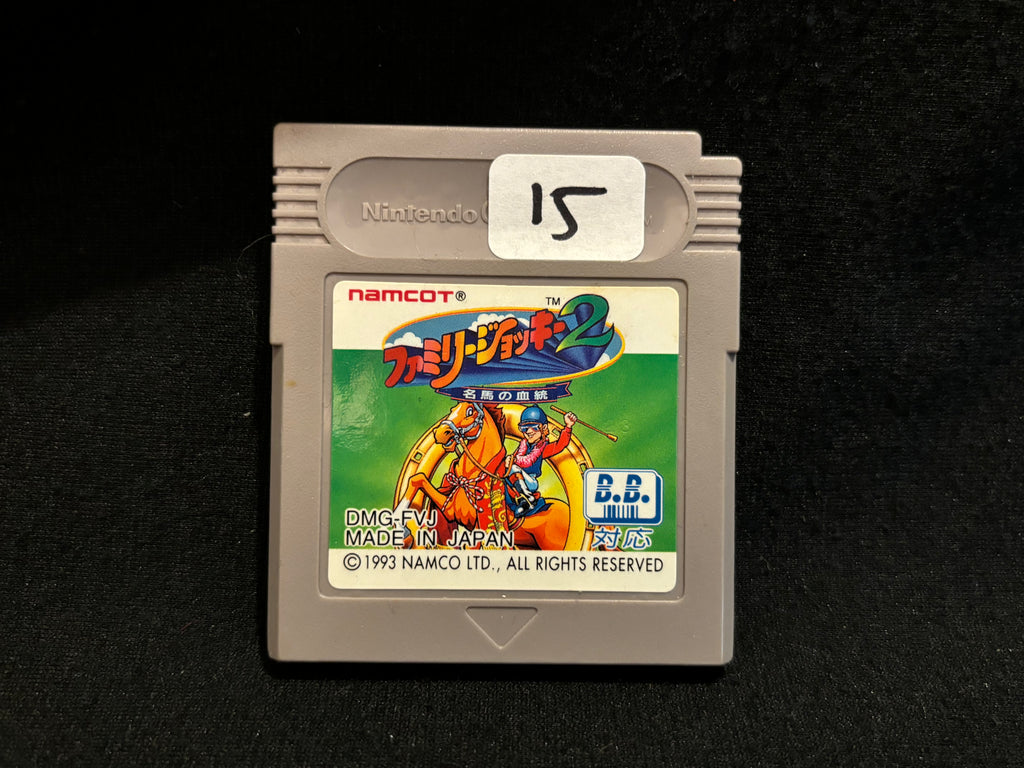 Nintendo
15
namcot®
TM
ファミリージョッキー2
名馬の血統
B.B.
対応
DMG-FVJ
MADE IN JAPAN
©1993 NAMCO LTD., ALL RIGHTS RESERVED